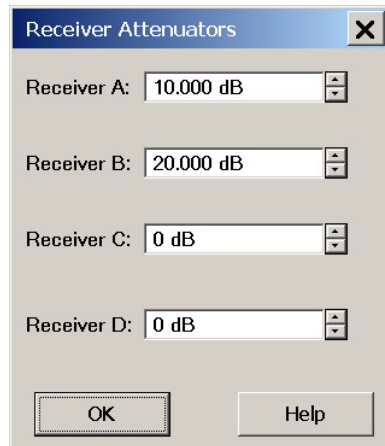 Receiver Attenuators
Receiver A: 10.000 dB
Receiver B: 20.000 dB
Receiver C: 0 dB
Receiver D: 0 dB
OK Help